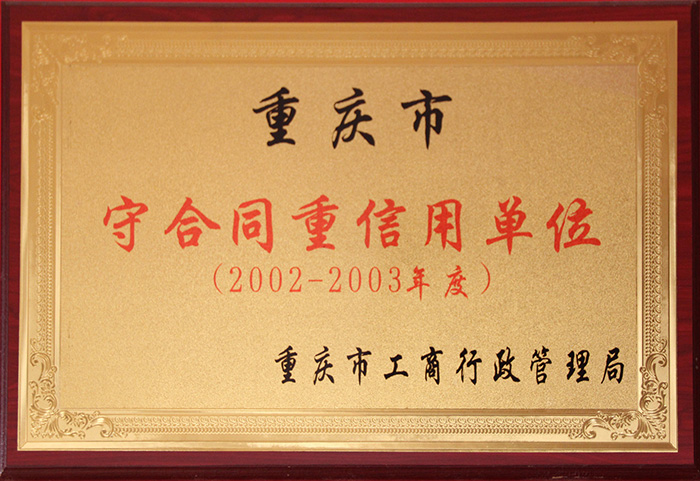 重庆市
守合同重信用单位
(2002-2003年度)
重庆市工商行政管理局